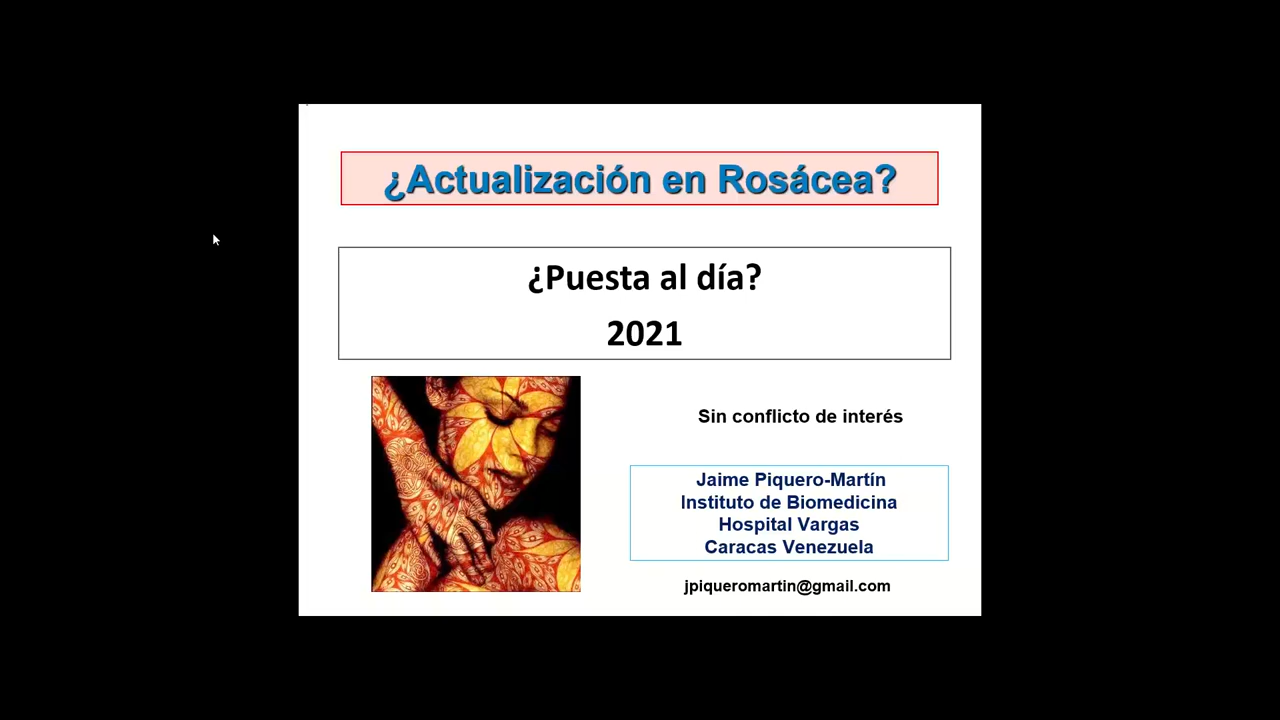 ¿Actualización en Rosácea?
¿Puesta al día?
2021
Sin conflicto de interés
Jaime Piquero-Martín
Instituto de Biomedicina
Hospital Vargas
Caracas Venezuela
jpiqueromartin@gmail.com